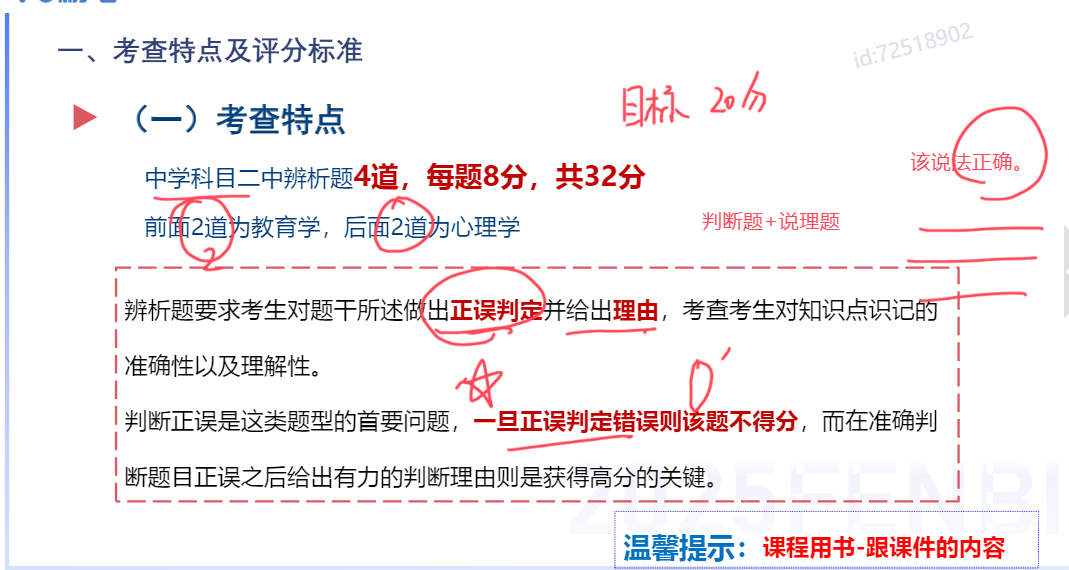 一、考查特点及评分标准
id:72518902
（一）考查特点
目标 20分
中学科目二中辨析题4道，每题8分，共32分
该说法正确。
前面2道为教育学，后面2道为心理学
判断题+说理题
2
辨析题要求考生对题干所述做出正误判定并给出理由，考查考生对知识点识记的
准确性以及理解性。
0'
判断正误是这类题型的首要问题，一旦正误判定错误则该题不得分，而在准确判
断题目正误之后给出有力的判断理由则是获得高分的关键。
2025FENBI
温馨提示：课程用书-跟课件的内容